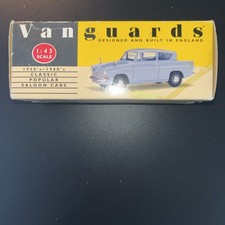 Vanguards
DESIGNED AND BUILT IN ENGLAND
1:43
SCALE
1950's-1960's
CLASSIC
POPULAR
SALOON CARS